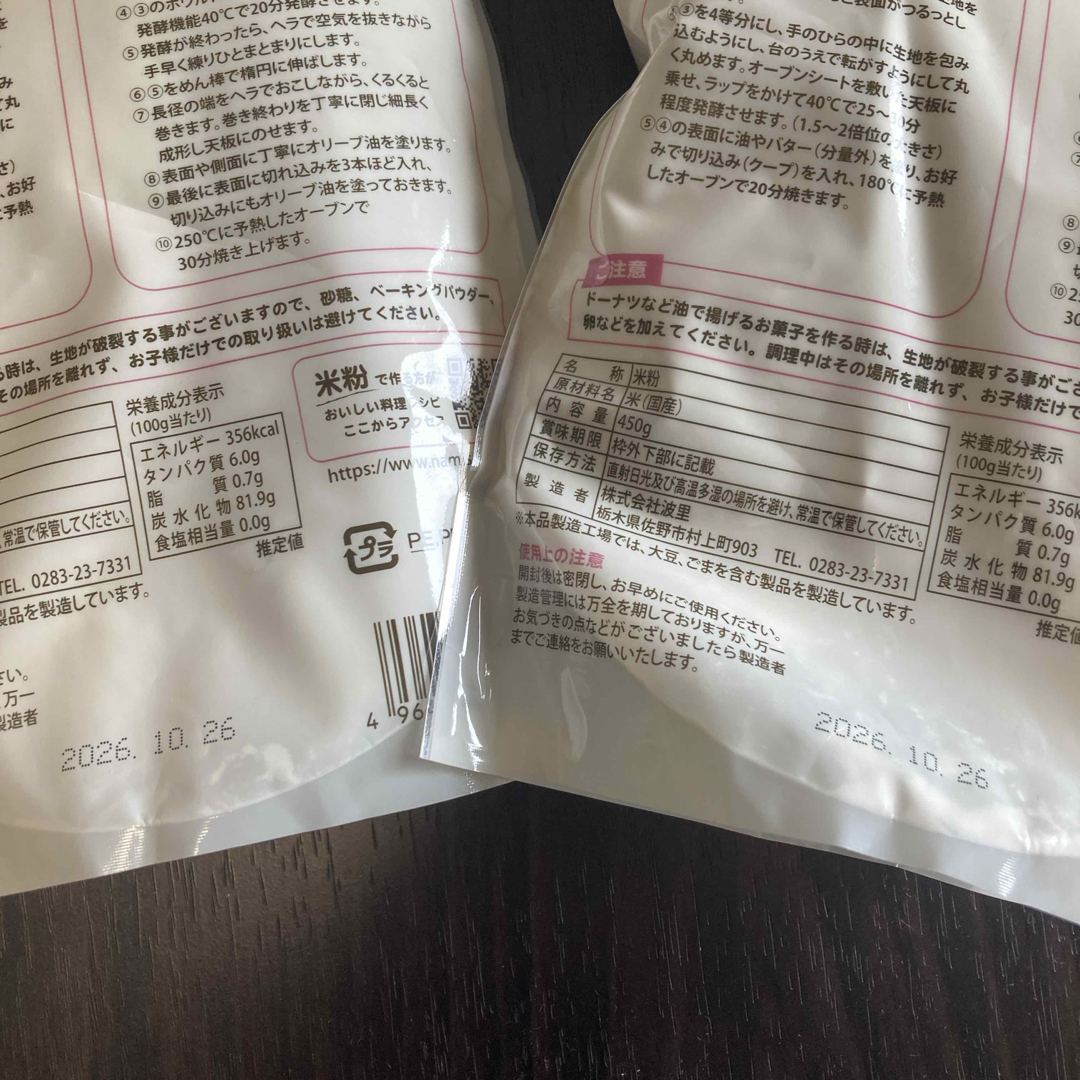 ④③のボウル
発酵機能40℃で20分発酵させます。
⑤発酵が終わったら、ヘラで空気を抜きながら
手早く練りひとまとまりにします。
⑥⑤をめん棒で楕円に伸ばします。
⑦長径の端をヘラでおこしながら、くるくると
巻きます。巻き終わりを丁寧に閉じ細長く
成形し天板にのせます。
⑧表面や側面に丁寧にオリーブ油を塗ります。
⑨最後に表面に切れ込みを3本ほど入れ、
切り込みにもオリーブ油を塗っておきます。
⑩250℃に予熱したオーブンで
30分焼き上げます。
る時は、生地が破裂する事がございますので、砂糖、ベーキングパウダー、
その場所を離れず、お子様だけでの取り扱いは避けてください。
栄養成分表示
(100g当たり)
エネルギー 356kcal
タンパク質 6.0g
脂質 0.7g
炭水化物 81.9g
食塩相当量 0.0g
推定値
米粉で作る
おいしい料理 シピ
ここからアクセ
https://www.nam
プラ
常温で保管してください。
TEL. 0283-23-7331
製品を製造しています。
さい。
万一
製造者
2026. 10. 26
4 96
表面がつるっとし
③を4等分にし、手のひらの中に生地を包み
込むようにし、台のうえで転がすようにして丸
く丸めます。オーブンシートを敷いた天板に
乗せ、ラップをかけて40℃で25～30分
程度発酵させます。(1.5～2倍位の大きさ)
⑤④の表面に油やバター(分量外)を塗り、お好
みで切り込み(クープ)を入れ、180℃に予熱
したオーブンで20分焼きます。
ご注意
ドーナツなど油で揚げるお菓子を作る時は、生地が破裂する事がござ
卵などを加えてください。調理中はその場所を離れず、お子様だけで
名称 米粉
原材料名 米(国産)
内容量 450g
賞味期限 枠外下部に記載
保存方法 直射日光及び高温多湿の場所を避け、常温で保管してください。
製造者 株式会社波里
栃木県佐野市村上町903 TEL. 0283-23-7331
※本品製造工場では、大豆、ごまを含む製品を製造しています。
使用上の注意
開封後は密閉し、お早めにご使用ください。
製造管理には万全を期しておりますが、万一
お気づきの点などがございましたら製造者
までご連絡をお願いいたします。
栄養成分表示
(100g当たり)
エネルギー 356k
タンパク質 6.0g
脂質 0.7g
炭水化物 81.9g
食塩相当量 0.0g
推定値
2026. 10. 26